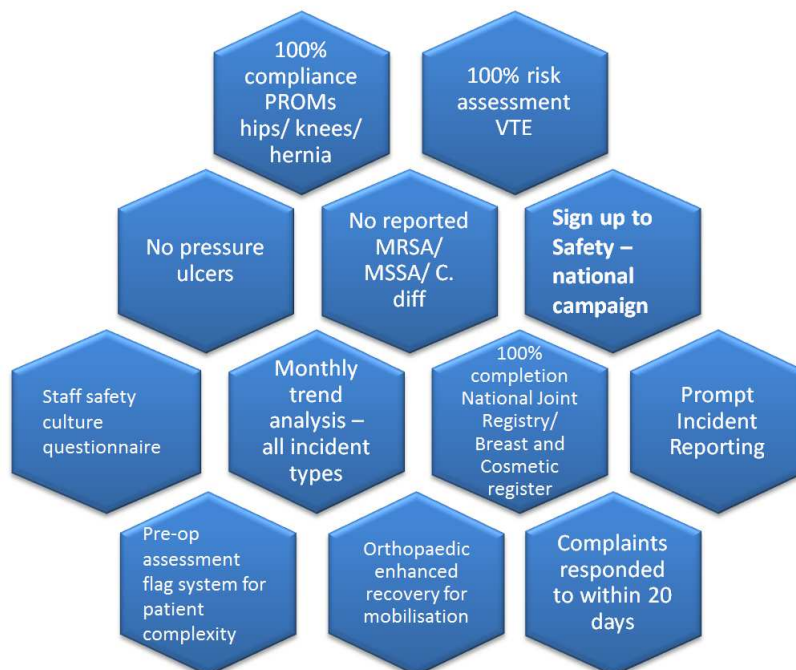 100%
compliance
PROMs
hips/ knees/
hernia
100% risk
assessment
VTE
No pressure
ulcers
No reported
MRSA/
MSSA/ C.
diff
Sign up to
Safety –
national
campaign
Staff safety
culture
questionnaire
Monthly
trend
analysis –
all incident
types
100%
completion
National Joint
Registry/
Breast and
Cosmetic
register
Prompt
Incident
Reporting
Pre-op
assessment
flag system for
patient
complexity
Orthopaedic
enhanced
recovery for
mobilisation
Complaints
responded
to within 20
days